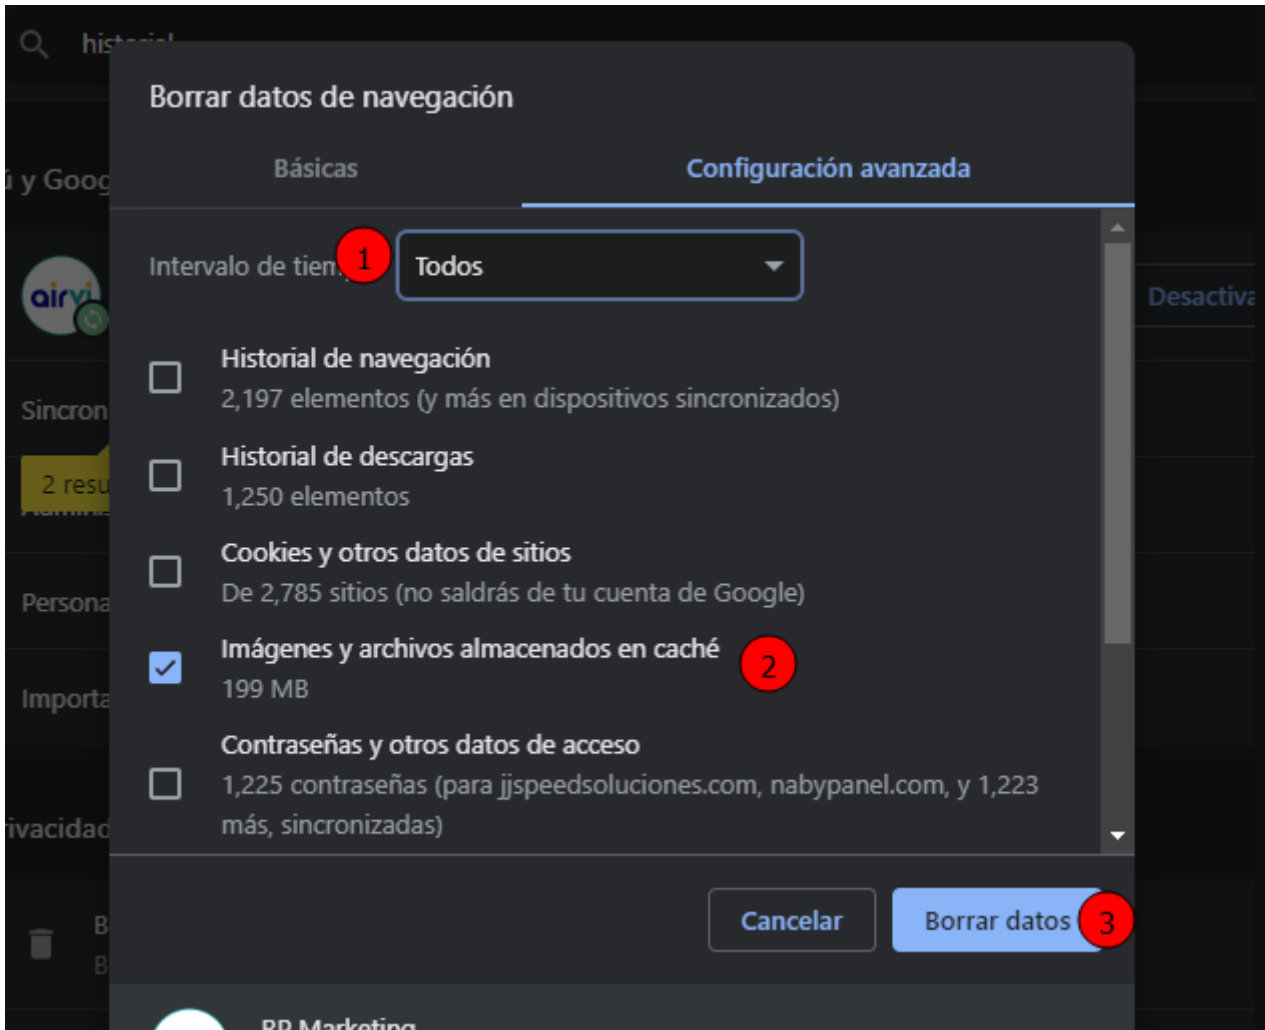 Borrar datos de navegación
Básicas
Configuración avanzada
ú y Goog
airvi
Desactiva
Intervalo de tiem
1
Todos
Historial de navegación
2,197 elementos (y más en dispositivos sincronizados)
Sincron
Historial de descargas
2 resu
1,250 elementos
Cookies y otros datos de sitios
De 2,785 sitios (no saldrás de tu cuenta de Google)
Persona
Imágenes y archivos almacenados en caché
2
199 MB
Importa
Contraseñas y otros datos de acceso
1,225 contraseñas (para jjspeedsoluciones.com, nabypanel.com, y 1,223
más, sincronizadas)
rivacidad
Cancelar
Borrar datos
3
B
B
RP Marketing